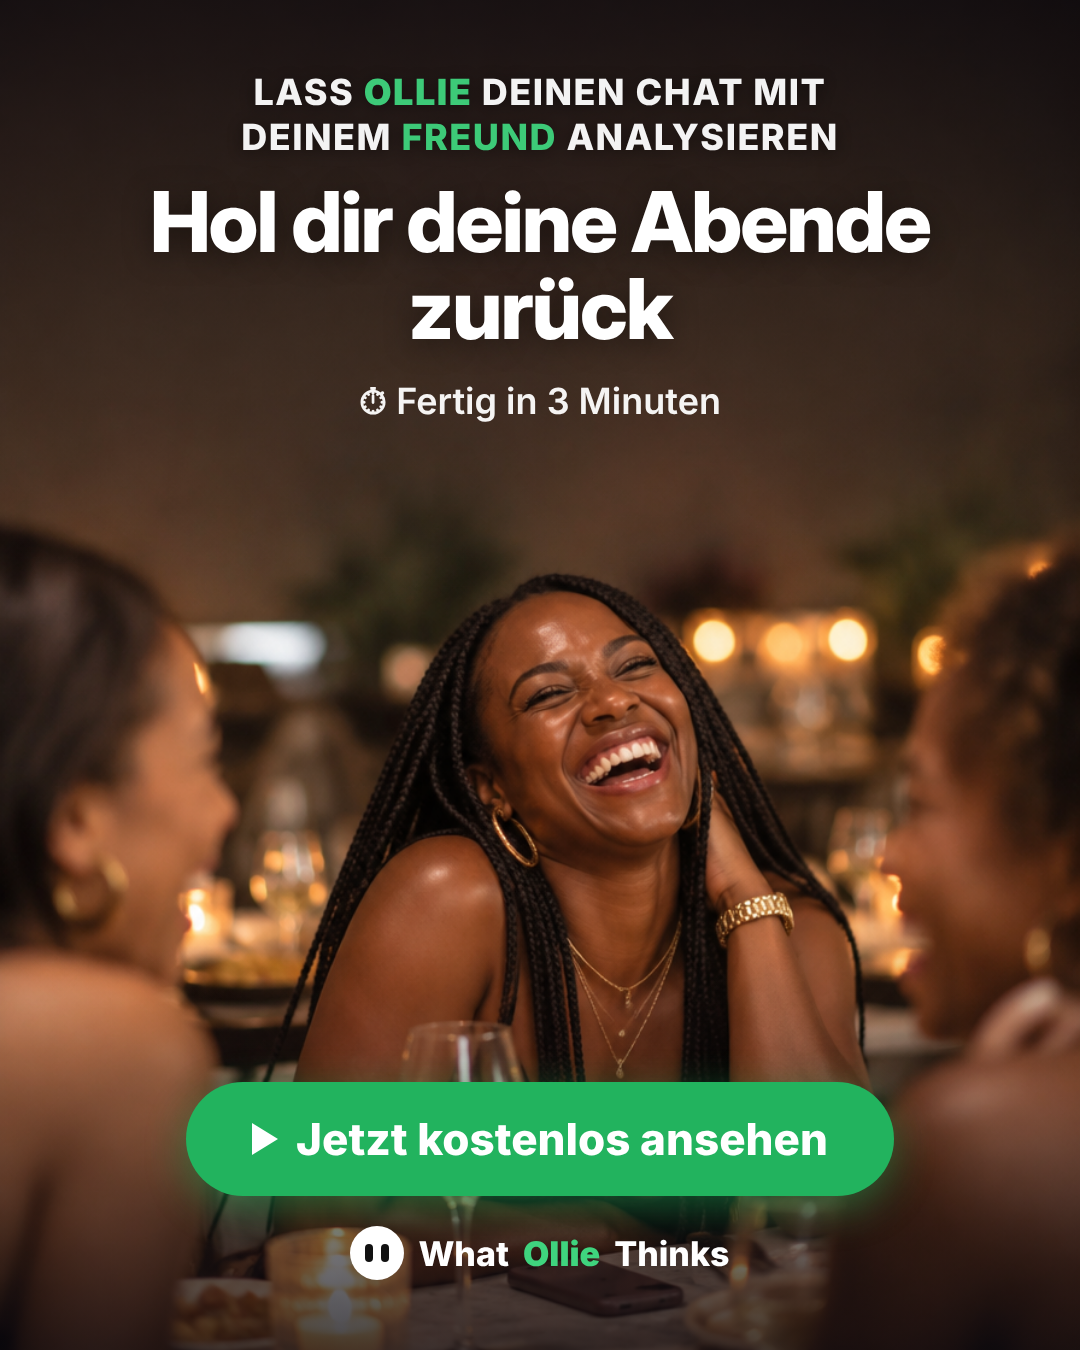 LASS OLLIE DEINEN CHAT MIT
DEINEM FREUND ANALYSIEREN
Hol dir deine Abende
zurück
⏱ Fertig in 3 Minuten
▶ Jetzt kostenlos ansehen
What Ollie Thinks